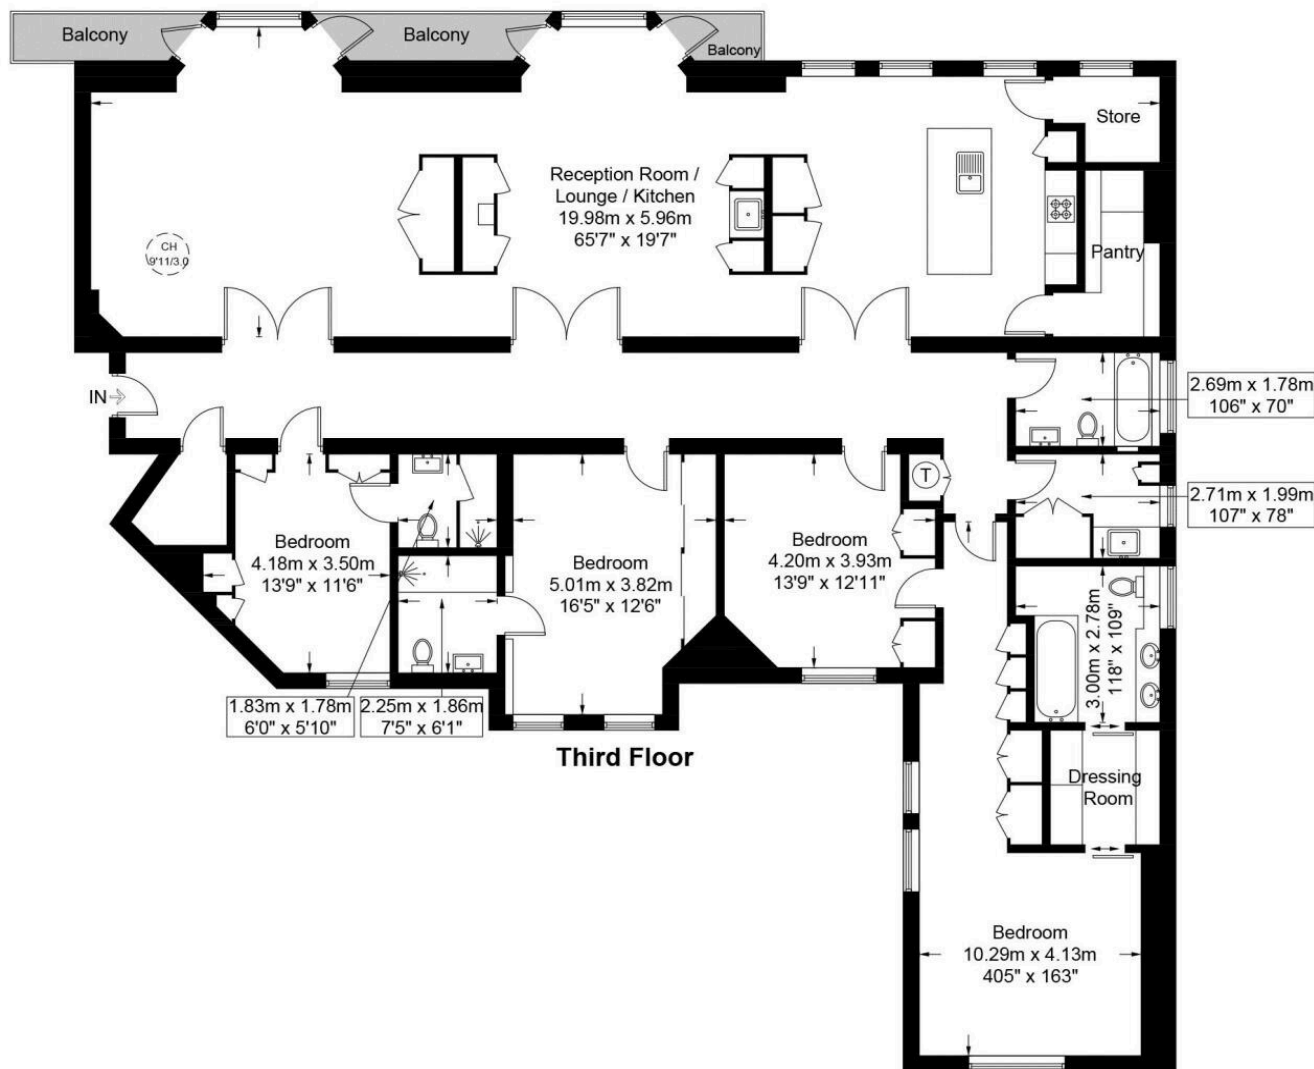 Balcony
Balcony
Balcony
Store
Reception Room /
Lounge / Kitchen
19.98m x 5.96m
65'7" x 19'7"
CH
9'11/3.0
Pantry
IN
2.69m x 1.78m
106" x 70"
T
2.71m x 1.99m
107" x 78"
Bedroom
4.18m x 3.50m
13'9" x 11'6"
Bedroom
5.01m x 3.82m
16'5" x 12'6"
Bedroom
4.20m x 3.93m
13'9" x 12'11"
3.00m x 2.78m
118" x 109"
1.83m x 1.78m
6'0" x 5'10"
2.25m x 1.86m
7'5" x 6'1"
Third Floor
Dressing
Room
Bedroom
10.29m x 4.13m
405" x 163"